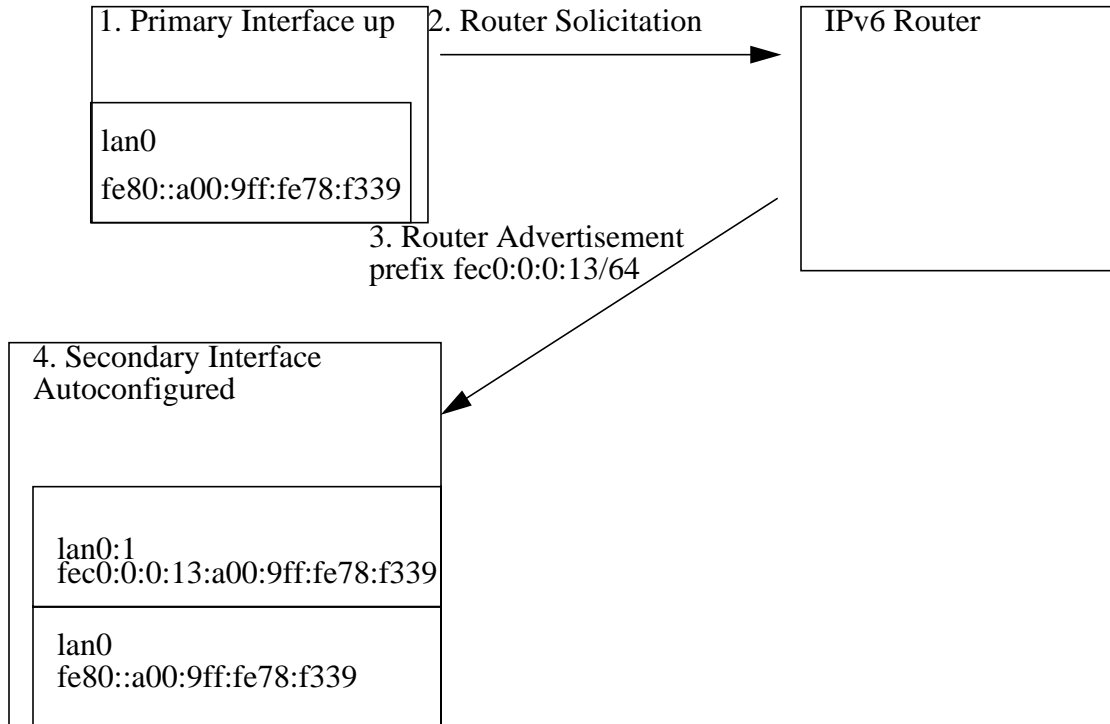 1. Primary Interface up
2. Router Solicitation
IPv6 Router
lan0
fe80::a00:9ff:fe78:f339
3. Router Advertisement
prefix fec0:0:0:13/64
4. Secondary Interface
Autoconfigured
lan0:1
fec0:0:0:13:a00:9ff:fe78:f339
lan0
fe80::a00:9ff:fe78:f339